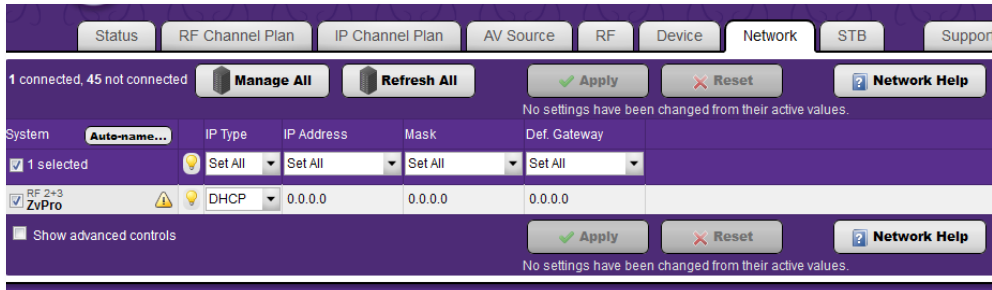 Status RF Channel Plan IP Channel Plan AV Source RF Device Network STB Suppor
1 connected, 45 not connected Manage All Refresh All Apply Reset Network Help
No settings have been changed from their active values.
System Auto-name... IP Type IP Address Mask Def. Gateway
1 selected Set All Set All Set All Set All
RF 2+3
ZvPro DHCP 0.0.0.0 0.0.0.0 0.0.0.0
Show advanced controls Apply Reset Network Help
No settings have been changed from their active values.